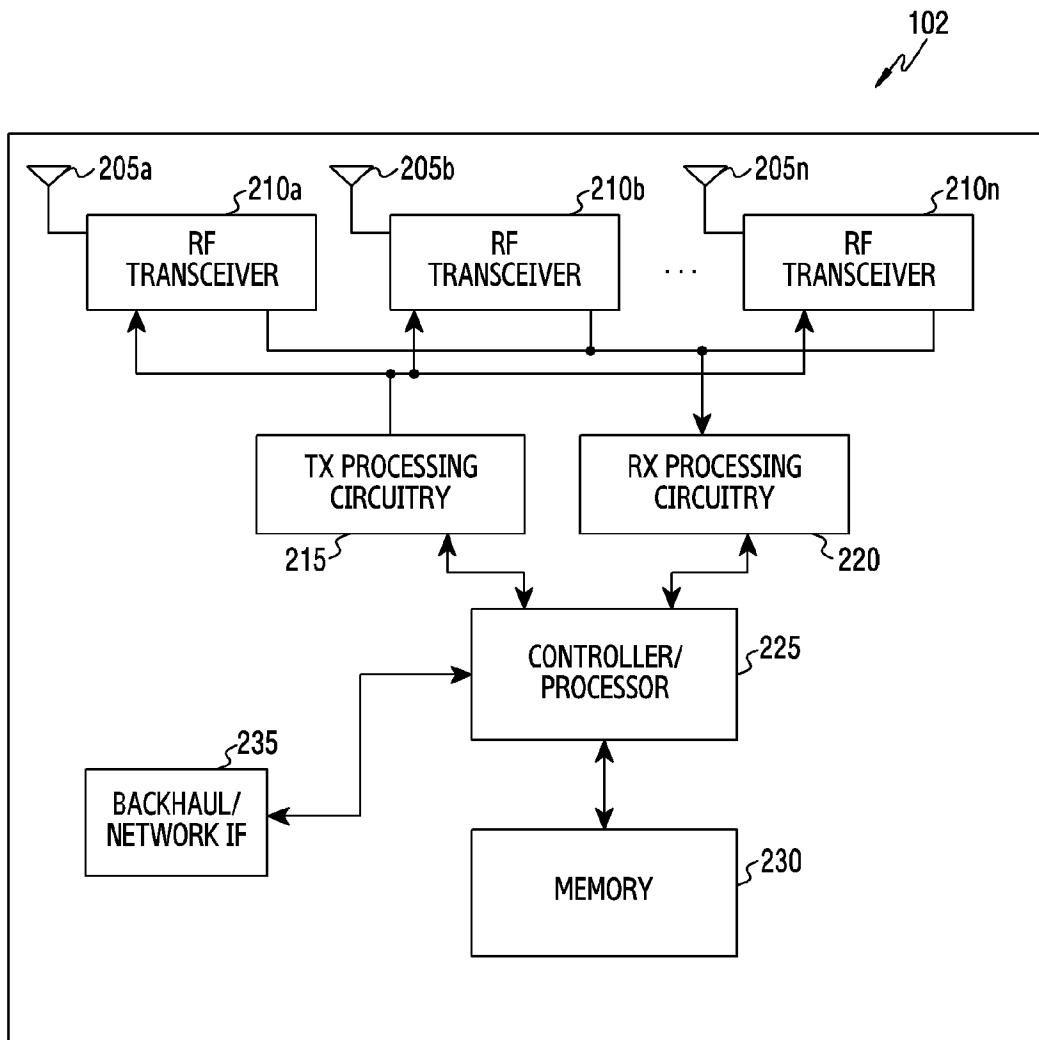 102
205a
205b
205n
210a
210b
210n
RF
TRANSCEIVER
RF
TRANSCEIVER
...
RF
TRANSCEIVER
TX PROCESSING
CIRCUITRY
RX PROCESSING
CIRCUITRY
215
220
CONTROLLER/
PROCESSOR
225
235
BACKHAUL/
NETWORK IF
MEMORY
230